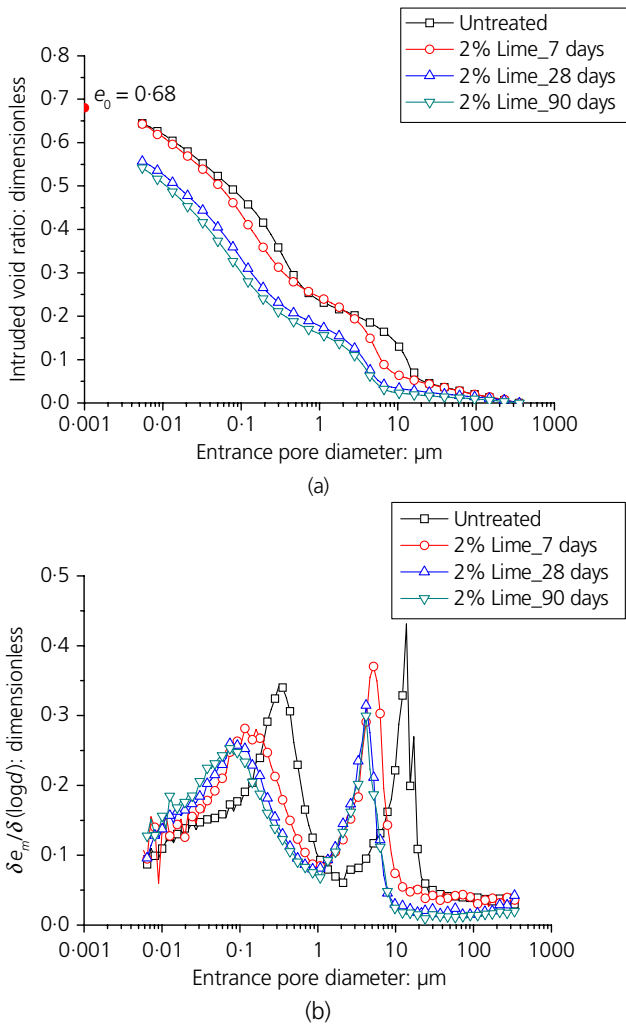 Untreated
2% Lime_7 days
2% Lime_28 days
2% Lime_90 days
0·8
0·7
0·6
0·5
0·4
0·3
0·2
0·1
0·0
e₀ = 0·68
Intruded void ratio: dimensionless
0·001 0·01 0·1 1 10 100 1000
Entrance pore diameter: μm
(a)
Untreated
2% Lime_7 days
2% Lime_28 days
2% Lime_90 days
0·5
0·4
0·3
0·2
0·1
0·0
δeₘ/δ(logd): dimensionless
0·001 0·01 0·1 1 10 100 1000
Entrance pore diameter: μm
(b)